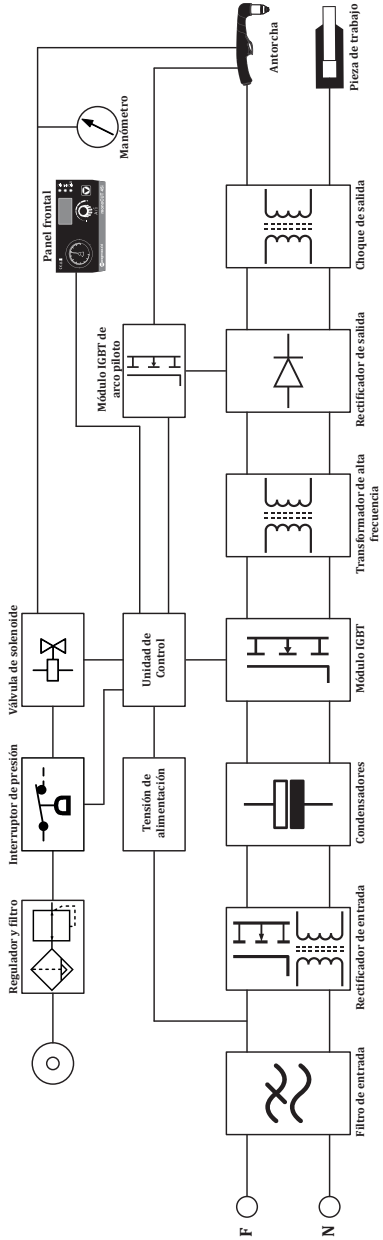 Regulador y filtro
Interruptor de presión
Válvula de solenoide
Panel frontal
Manómetro
Antorcha
Pieza de trabajo
Tensión de
alimentación
Unidad de
Control
Módulo IGBT de
arco piloto
F
N
Filtro de entrada
Rectificador de entrada
Condensadores
Módulo IGBT
Transformador de alta
frecuencia
Rectificador de salida
Choque de salida